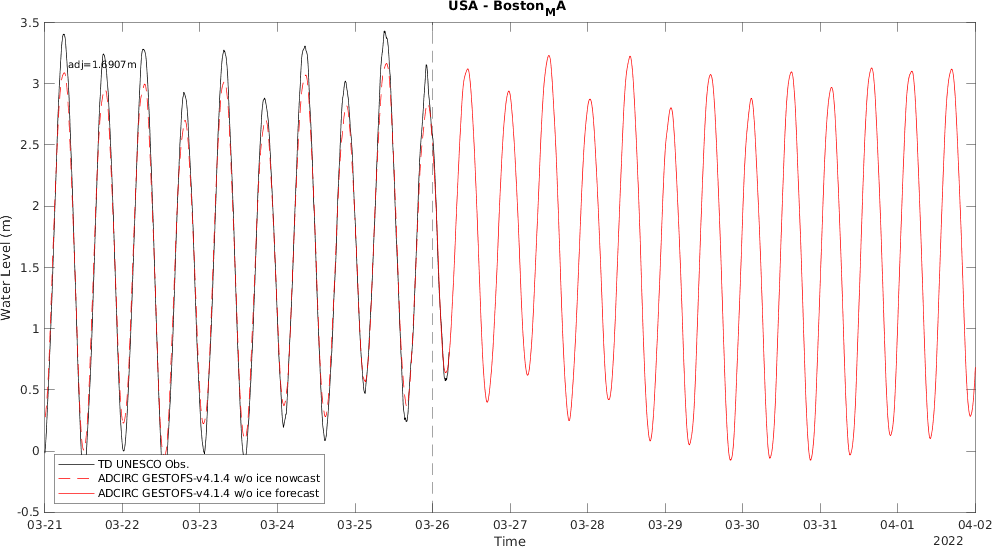 USA - Boston_MA
adj=1.6907m
3.5
3
2.5
2
1.5
1
0.5
0
-0.5
Water Level (m)
TD UNESCO Obs.
ADCIRC GESTOFS-v4.1.4 w/o ice nowcast
ADCIRC GESTOFS-v4.1.4 w/o ice forecast
03-21 03-22 03-23 03-24 03-25 03-26 03-27 03-28 03-29 03-30 03-31 04-01 04-02
Time
2022